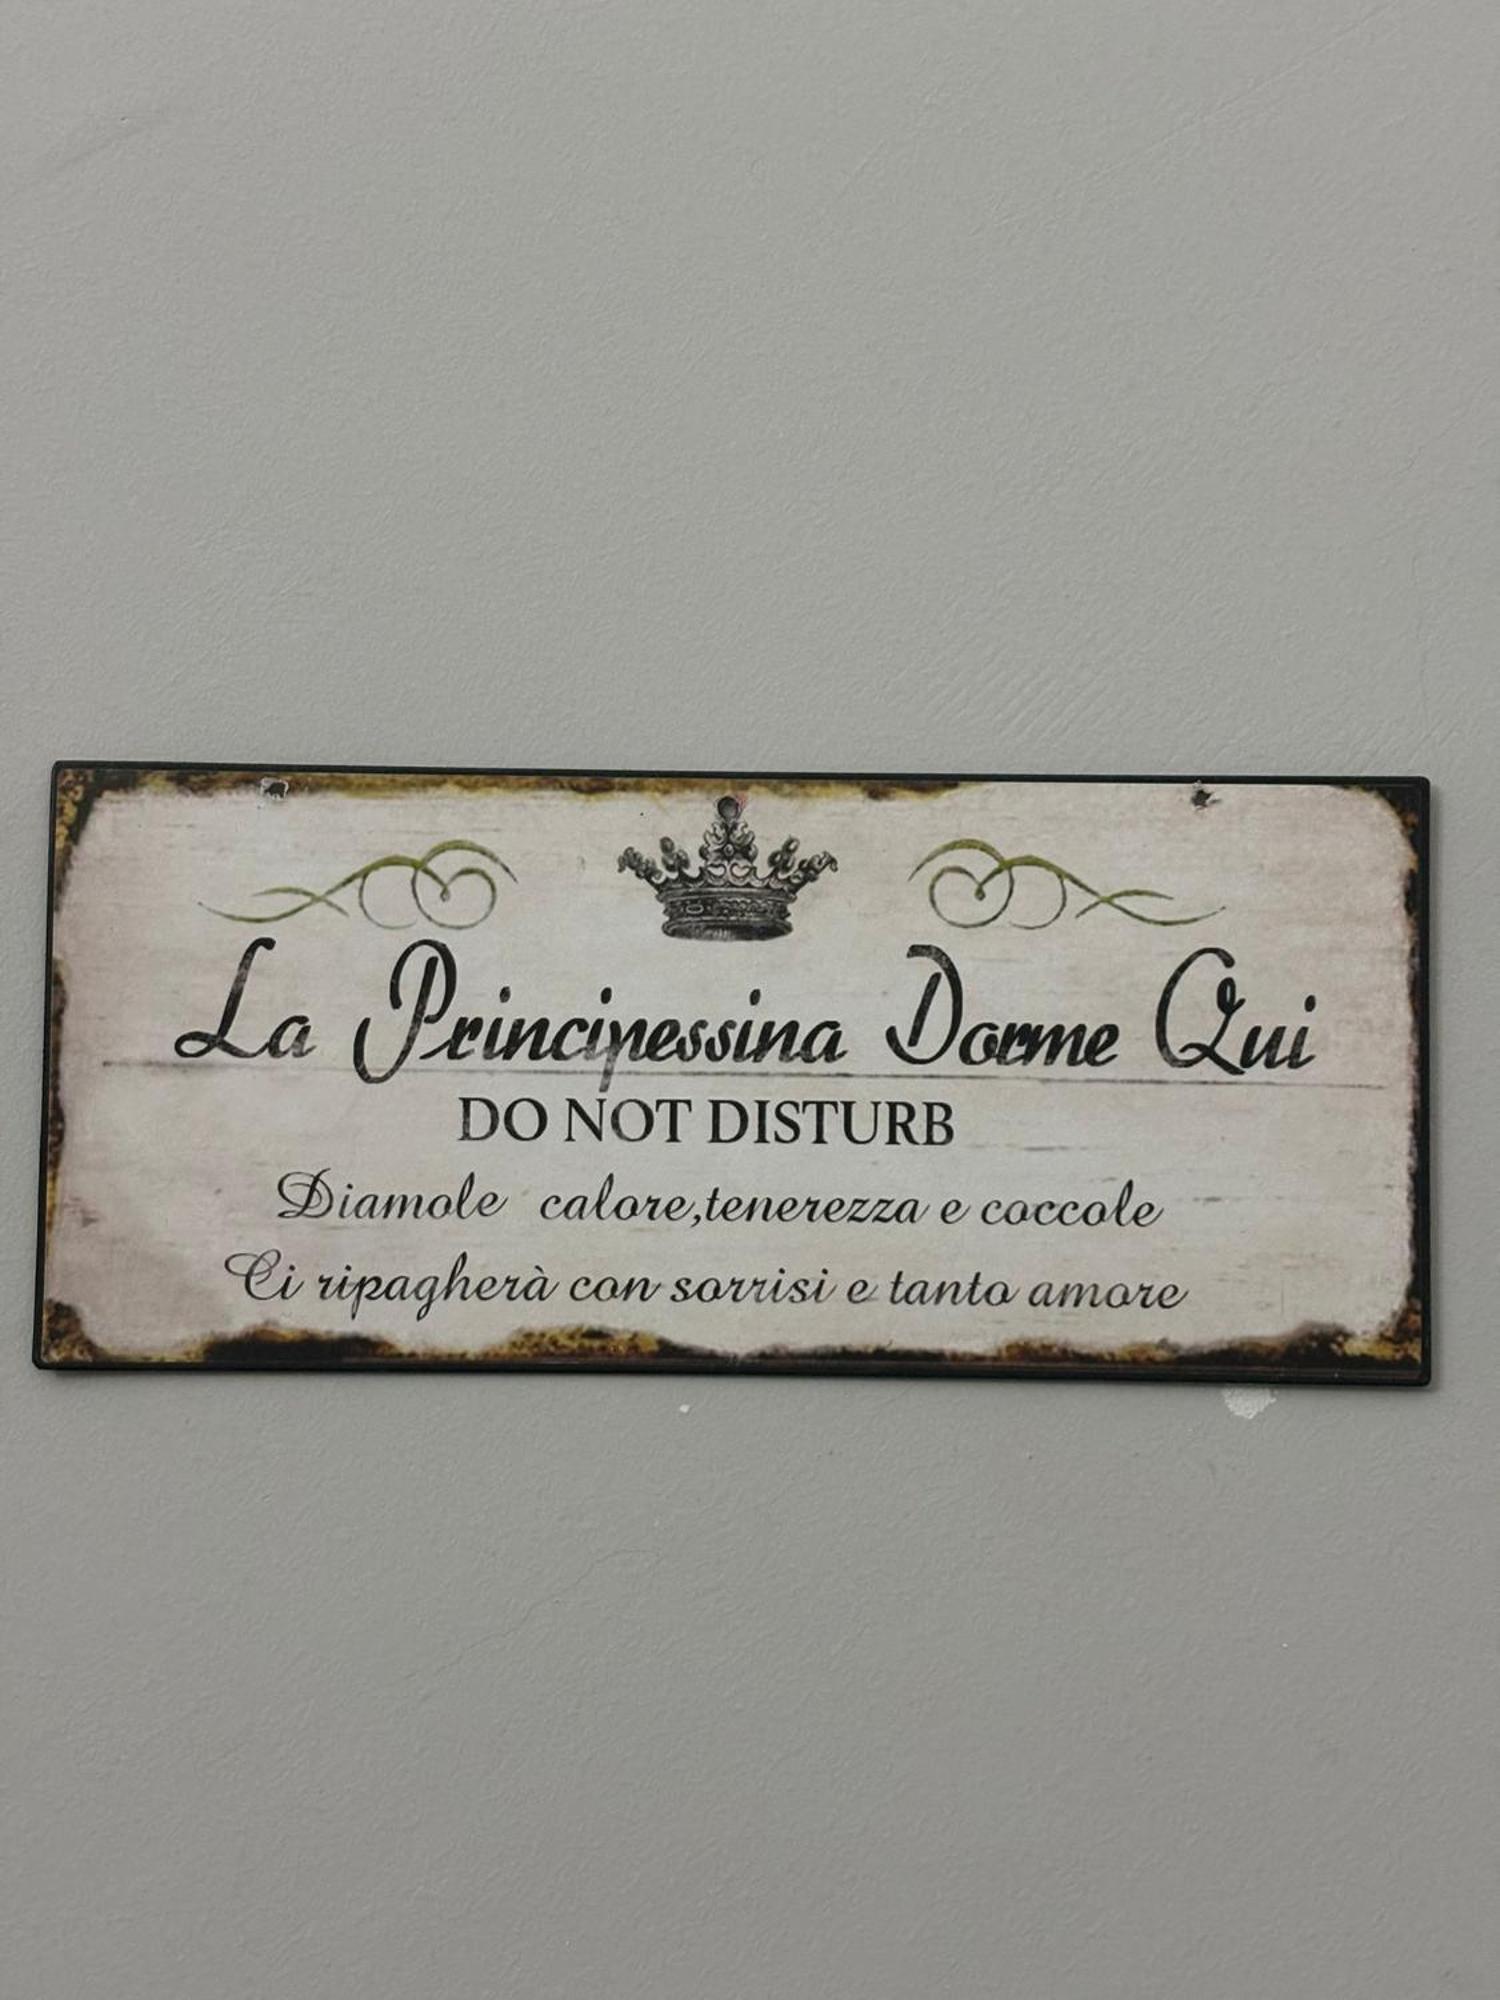 La Principessina Dorme Qui
DO NOT DISTURB
Diamole calore,tenerezza e coccole
Ci ripagherà con sorrisi e tanto amore